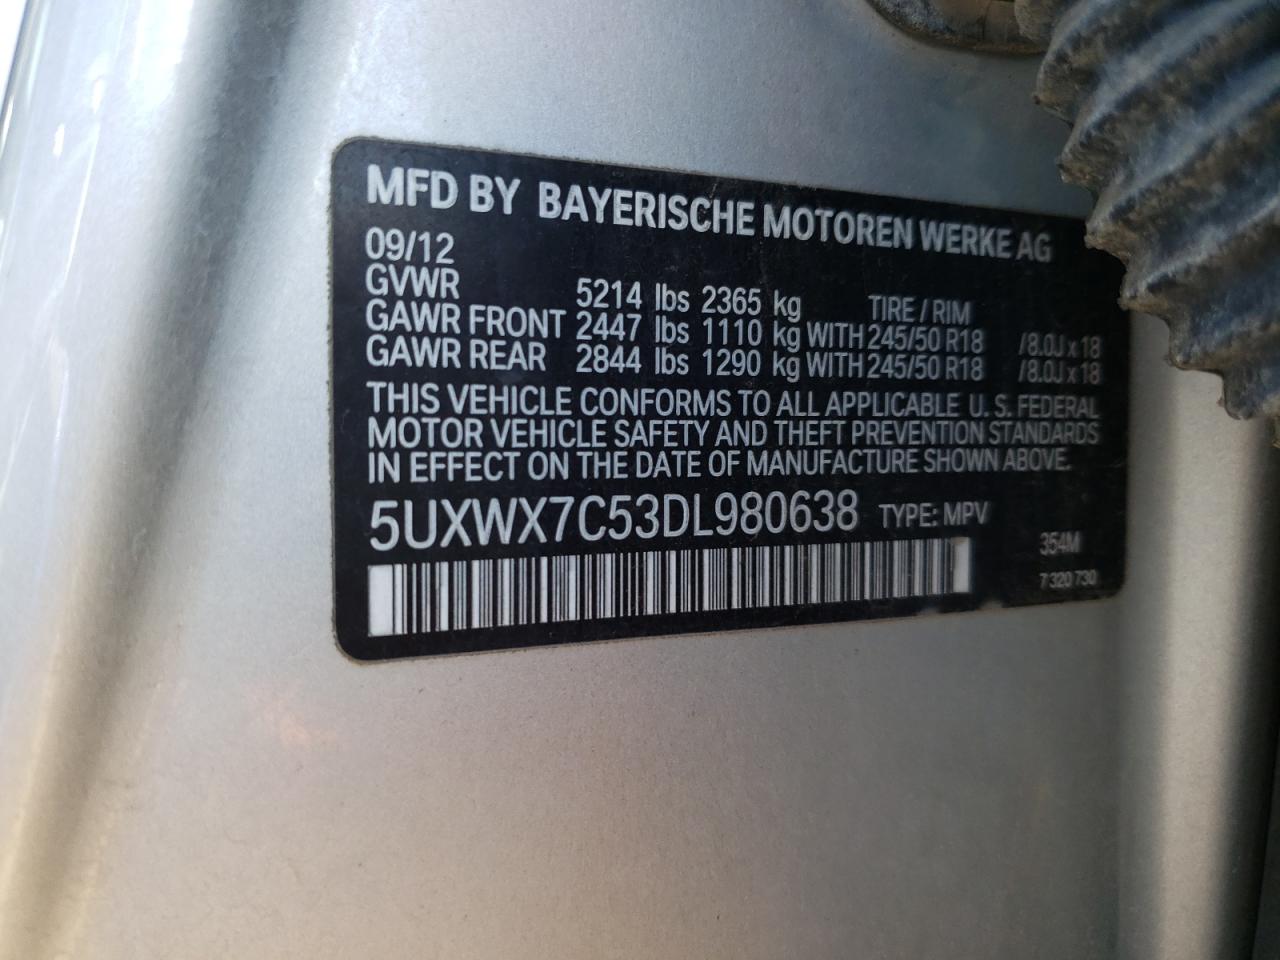 MFD BY BAYERISCHE MOTOREN WERKE AG
09/12
GVWR 5214 lbs 2365 kg TIRE / RIM
GAWR FRONT 2447 lbs 1110 kg WITH 245/50 R18 /8.0J x 18
GAWR REAR 2844 lbs 1290 kg WITH 245/50 R18 /8.0J x 18
THIS VEHICLE CONFORMS TO ALL APPLICABLE U. S. FEDERAL
MOTOR VEHICLE SAFETY AND THEFT PREVENTION STANDARDS
IN EFFECT ON THE DATE OF MANUFACTURE SHOWN ABOVE.
5UXWX7C53DL980638 TYPE: MPV
354M
7 320 730